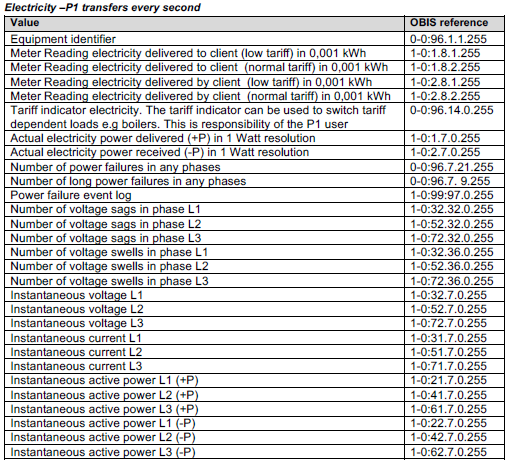 Electricity –P1 transfers every second
Value OBIS reference
Equipment identifier 0-0:96.1.1.255
Meter Reading electricity delivered to client (low tariff) in 0,001 kWh 1-0:1.8.1.255
Meter Reading electricity delivered to client (normal tariff) in 0,001 kWh 1-0:1.8.2.255
Meter Reading electricity delivered by client (low tariff) in 0,001 kWh 1-0:2.8.1.255
Meter Reading electricity delivered by client (normal tariff) in 0,001 kWh 1-0:2.8.2.255
Tariff indicator electricity. The tariff indicator can be used to switch tariff 0-0:96.14.0.255
dependent loads e.g boilers. This is responsibility of the P1 user
Actual electricity power delivered (+P) in 1 Watt resolution 1-0:1.7.0.255
Actual electricity power received (-P) in 1 Watt resolution 1-0:2.7.0.255
Number of power failures in any phases 0-0:96.7.21.255
Number of long power failures in any phases 0-0:96.7. 9.255
Power failure event log 1-0:99:97.0.255
Number of voltage sags in phase L1 1-0:32.32.0.255
Number of voltage sags in phase L2 1-0:52.32.0.255
Number of voltage sags in phase L3 1-0:72.32.0.255
Number of voltage swells in phase L1 1-0:32.36.0.255
Number of voltage swells in phase L2 1-0:52.36.0.255
Number of voltage swells in phase L3 1-0:72.36.0.255
Instantaneous voltage L1 1-0:32.7.0.255
Instantaneous voltage L2 1-0:52.7.0.255
Instantaneous voltage L3 1-0:72.7.0.255
Instantaneous current L1 1-0:31.7.0.255
Instantaneous current L2 1-0:51.7.0.255
Instantaneous current L3 1-0:71.7.0.255
Instantaneous active power L1 (+P) 1-0:21.7.0.255
Instantaneous active power L2 (+P) 1-0:41.7.0.255
Instantaneous active power L3 (+P) 1-0:61.7.0.255
Instantaneous active power L1 (-P) 1-0:22.7.0.255
Instantaneous active power L2 (-P) 1-0:42.7.0.255
Instantaneous active power L3 (-P) 1-0:62.7.0.255